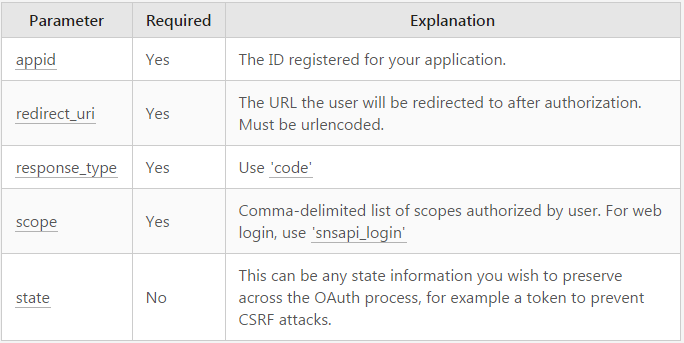 Parameter Required Explanation
appid Yes The ID registered for your application.
redirect_uri Yes The URL the user will be redirected to after authorization.
Must be urlencoded.
response_type Yes Use 'code'
scope Yes Comma-delimited list of scopes authorized by user. For web
login, use 'snsapi_login'
state No This can be any state information you wish to preserve
across the OAuth process, for example a token to prevent
CSRF attacks.